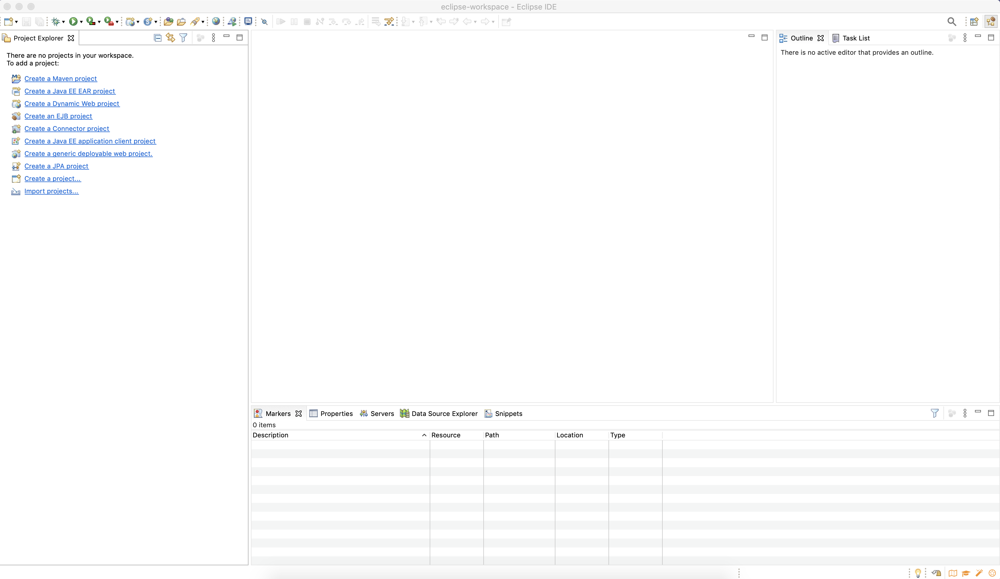 eclipse-workspace - Eclipse IDE
Project Explorer
There are no projects in your workspace.
To add a project:
Create a Maven project
Create a Java EE EAR project
Create a Dynamic Web project
Create an EJB project
Create a Connector project
Create a Java EE application client project
Create a generic deployable web project.
Create a JPA project
Create a project...
Import projects...
Outline
Task List
There is no active editor that provides an outline.
Markers
Properties
Servers
Data Source Explorer
Snippets
0 items
Description
Resource
Path
Location
Type